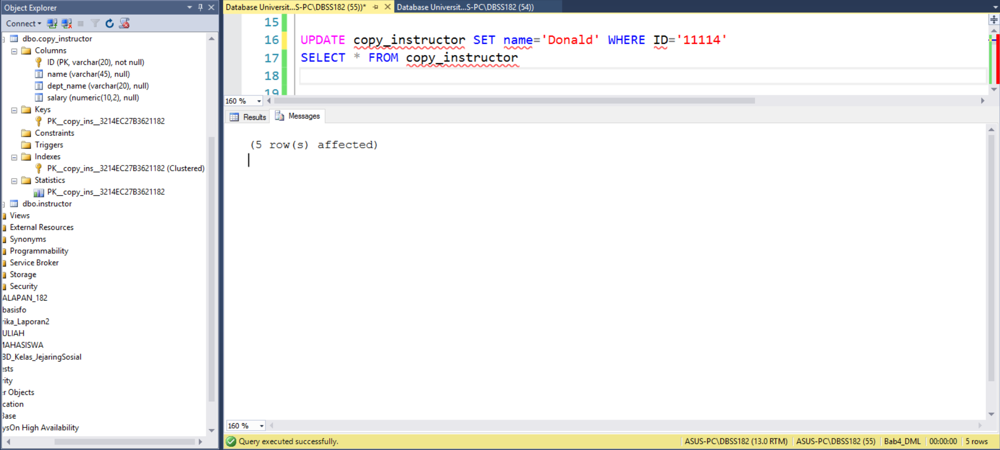 Object Explorer
Connect
dbo.copy_instructor
Columns
ID (PK, varchar(20), not null)
name (varchar(45), null)
dept_name (varchar(20), null)
salary (numeric(10,2), null)
Keys
PK__copy_ins__3214EC27B3621182
Constraints
Triggers
Indexes
PK__copy_ins__3214EC27B3621182 (Clustered)
Statistics
PK__copy_ins__3214EC27B3621182
dbo.instructor
Views
External Resources
Synonyms
Programmability
Service Broker
Storage
Security
ALAPAN_182
basisfo
rika_Laporan2
ULIAH
MAHASISWA
BD_Kelas_JejaringSosial
ests
rity
r Objects
cation
Base
ysOn High Availability
Database Universit...S-PC\DBSS182 (55))*
Database Universit...S-PC\DBSS182 (54))
15
16 UPDATE copy_instructor SET name='Donald' WHERE ID='11114'
17 SELECT * FROM copy_instructor
18
19
160 %
Results
Messages
(5 row(s) affected)
160 %
Query executed successfully.
ASUS-PC\DBSS182 (13.0 RTM)
ASUS-PC\DBSS182 (55)
Bab4_DML
00:00:00
5 rows